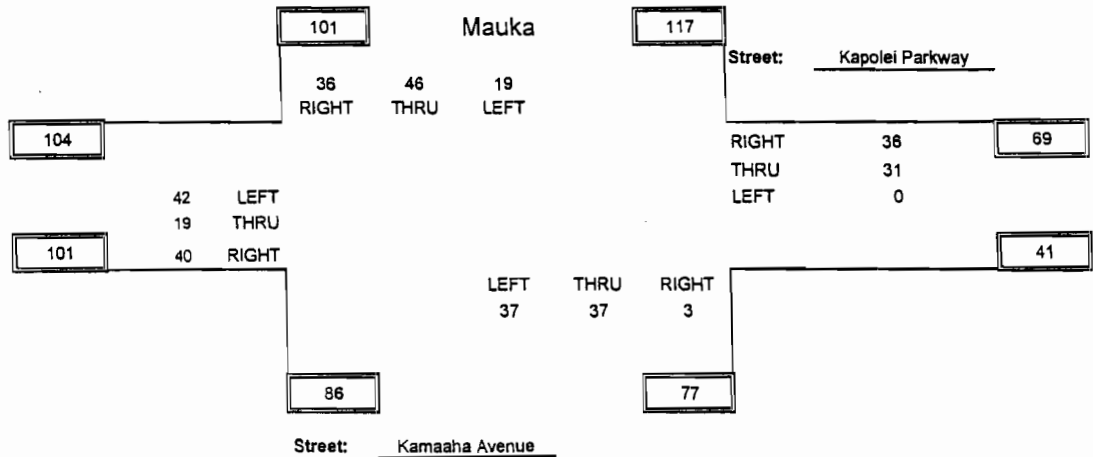 101 Mauka 117
Street: Kapolei Parkway
36 46 19
RIGHT THRU LEFT
104
RIGHT 38 69
THRU 31
LEFT 0
42 LEFT
19 THRU
101 40 RIGHT 41
LEFT THRU RIGHT
37 37 3
86 77
Street: Kamaaha Avenue